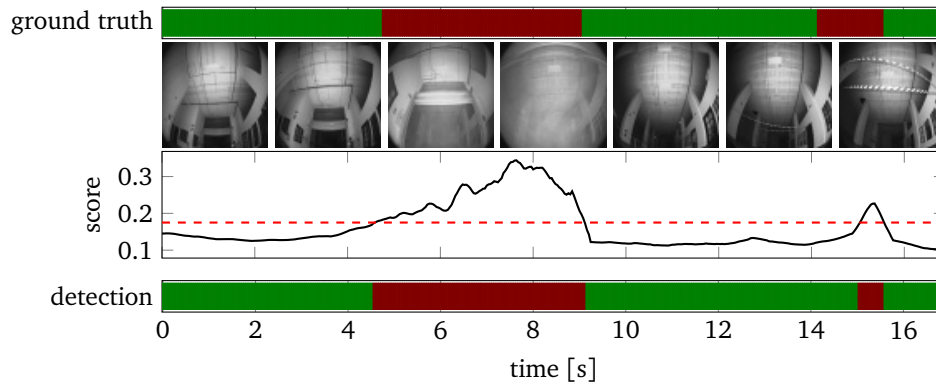 ground truth
score
0.3
0.2
0.1
detection
0 2 4 6 8 10 12 14 16
time [s]